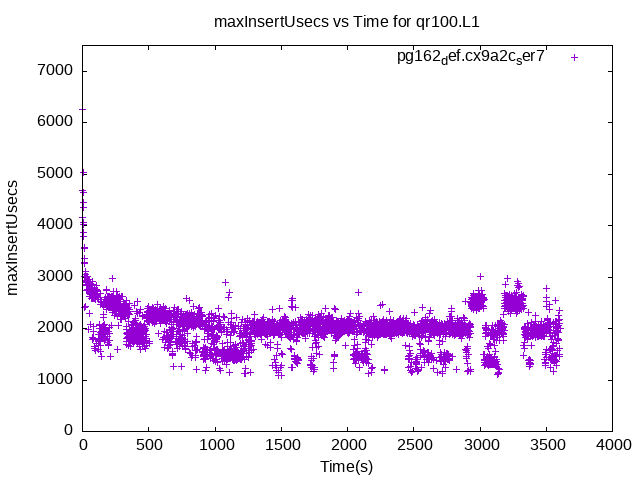 maxInsertUsecs vs Time for qr100.L1
pg162def.cx9a2cser7
7000
6000
5000
4000
3000
2000
1000
0
maxInsertUsecs
0 500 1000 1500 2000 2500 3000 3500 4000
Time(s)